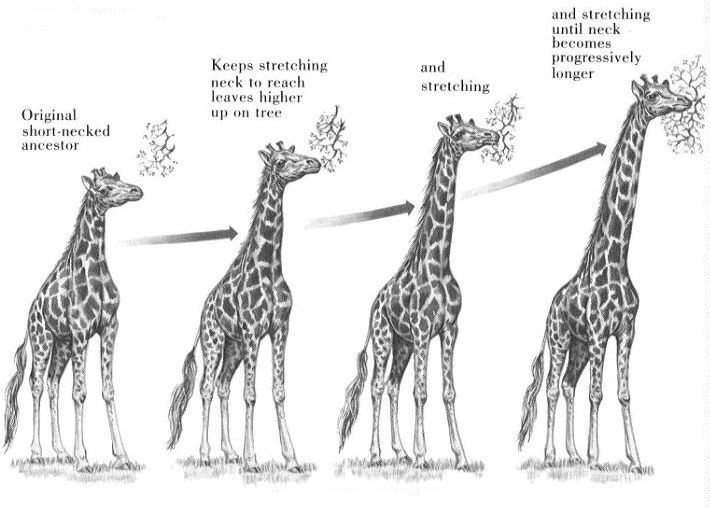 Original
short-necked
ancestor
Keeps stretching
neck to reach
leaves higher
up on tree
and
stretching
and stretching
until neck
becomes
progressively
longer